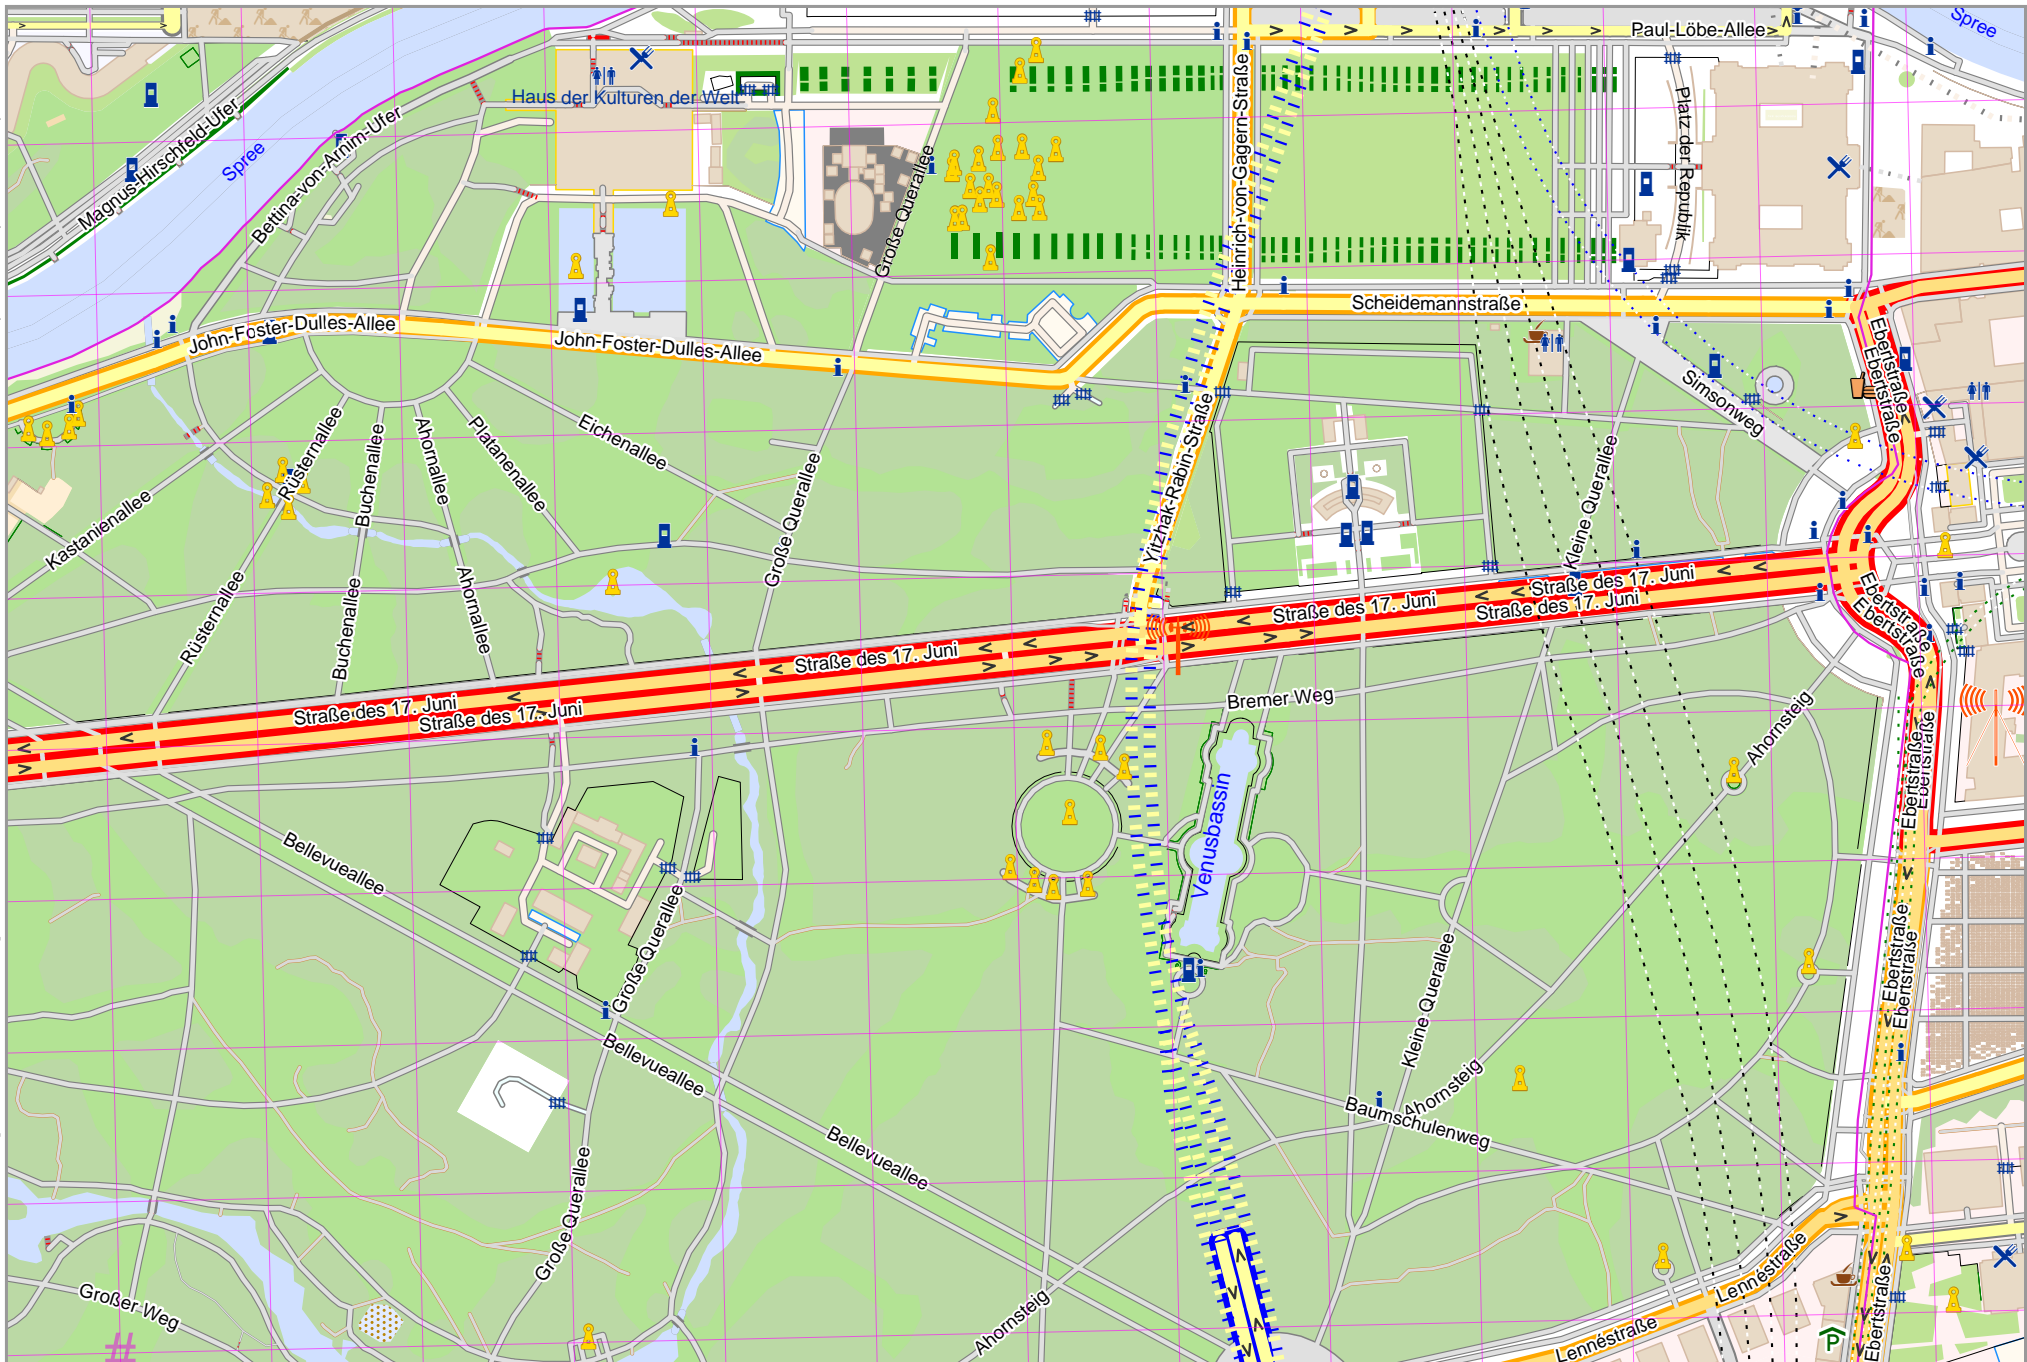 Paul-Löbe-Allee
Spree
Haus der Kulturen der Welt
Magnus-Hirschfeld-Ufer
Spree
Bettina-von-Arnim-Ufer
Große Querallee
Heinrich-von-Gagern-Straße
Platz der Republik
John-Foster-Dulles-Allee
John-Foster-Dulles-Allee
Scheidemannstraße
Ebertstraße
Ebertstraße
Simsonweg
Kastanienallee
Rüsternallee
Buchenallee
Ahornallee
Platanenallee
Eichenallee
Große Querallee
Yitzhak-Rabin-Straße
Kleine Querallee
Rüsternallee
Buchenallee
Ahornallee
Straße des 17. Juni
Straße des 17. Juni
Straße des 17. Juni
Straße des 17. Juni
Straße des 17. Juni
Straße des 17. Juni
Ebertstraße
Ebertstraße
Bremer Weg
Ahornsteig
Ebertstraße
Ebertstraße
Venusbassin
Bellevueallee
Große Querallee
Kleine Querallee
Ebertstraße
Ebertstraße
Bellevueallee
Ahornsteig
Baumschulenweg
Bellevueallee
Große Querallee
Großer Weg
Ahornsteig
Lennéstraße
Lennéstraße
Ebertstraße
P